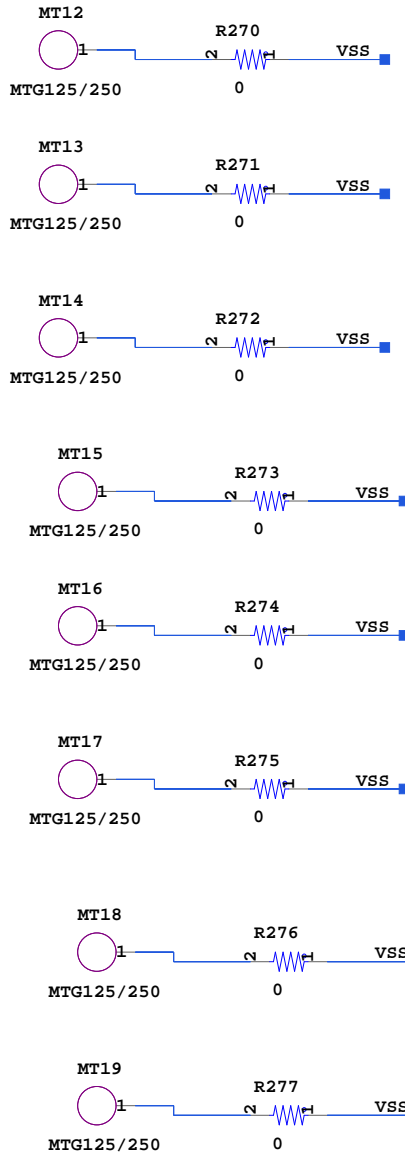 MT12
R270
1
2
1
VSS
MTG125/250
0
MT13
R271
1
2
1
VSS
MTG125/250
0
MT14
R272
1
2
1
VSS
MTG125/250
0
MT15
R273
1
2
1
VSS
MTG125/250
0
MT16
R274
1
2
1
VSS
MTG125/250
0
MT17
R275
1
2
1
VSS
MTG125/250
0
MT18
R276
1
2
1
VSS
MTG125/250
0
MT19
R277
1
2
1
VSS
MTG125/250
0